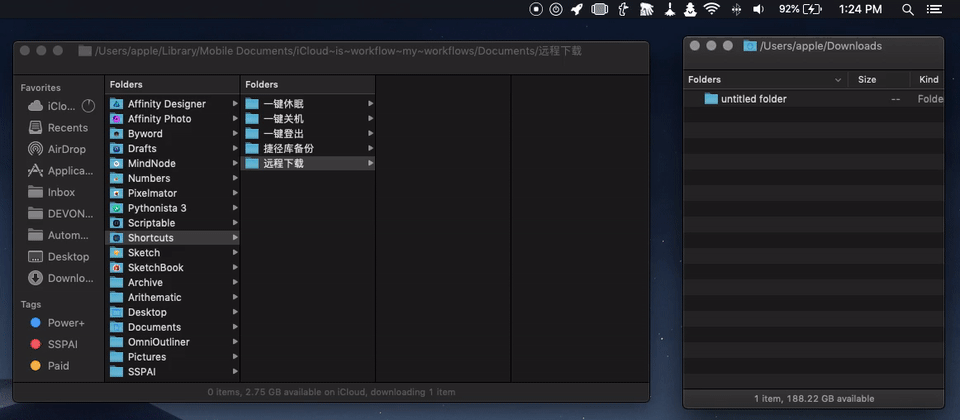 92% 1:24 PM
/Users/apple/Library/Mobile Documents/iCloud~is~workflow~my~workflows/Documents/远程下载
Favorites
iClo...
Recents
AirDrop
Applica...
Inbox
DEVON...
Autom...
Desktop
Downlo...
Tags
Power+
SSPAI
Paid
Folders
Affinity Designer
Affinity Photo
Byword
Drafts
MindNode
Numbers
Pixelmator
Pythonista 3
Scriptable
Shortcuts
Sketch
SketchBook
Archive
Arithematic
Desktop
Documents
OmniOutliner
Pictures
SSPAI
Folders
一键休眠
一键关机
一键登出
捷径库备份
远程下载
0 items, 2.75 GB available on iCloud, downloading 1 item
/Users/apple/Downloads
Folders Size Kind
untitled folder -- Folde
1 item, 188.22 GB available